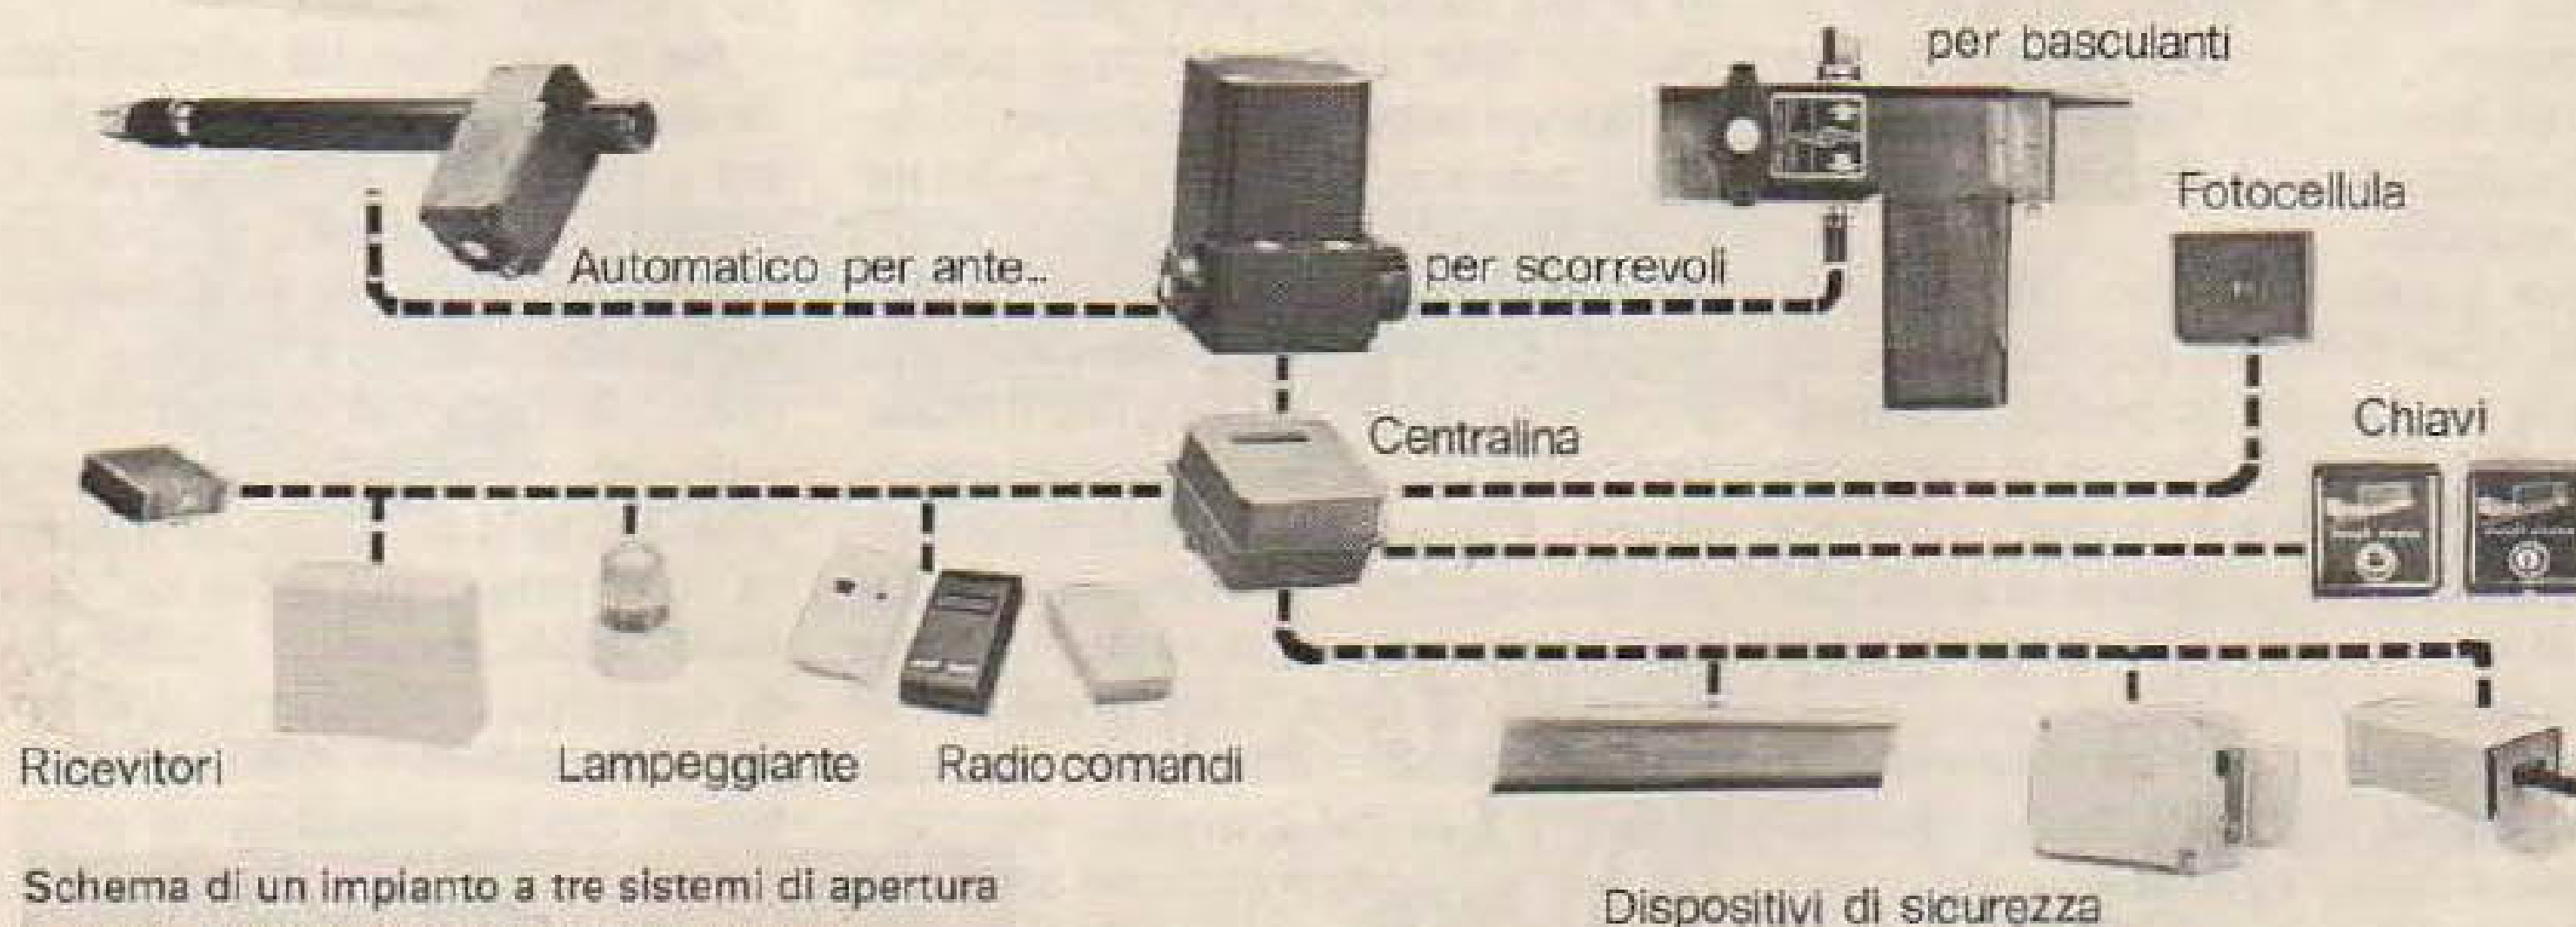 per basculanti
Fotocellula
Automatico per ante..
per scorrevoli
Centralina
Chiavi
Ricevitori
Lampeggiante
Radiocomandi
Schema di un impianto a tre sistemi di apertura
Dispositivi di sicurezza